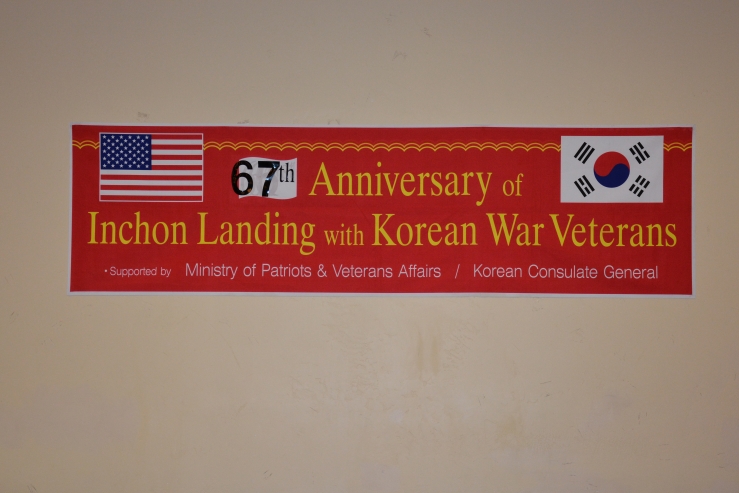 67th Anniversary of
Inchon Landing with Korean War Veterans
• Supported by Ministry of Patriots & Veterans Affairs / Korean Consulate General